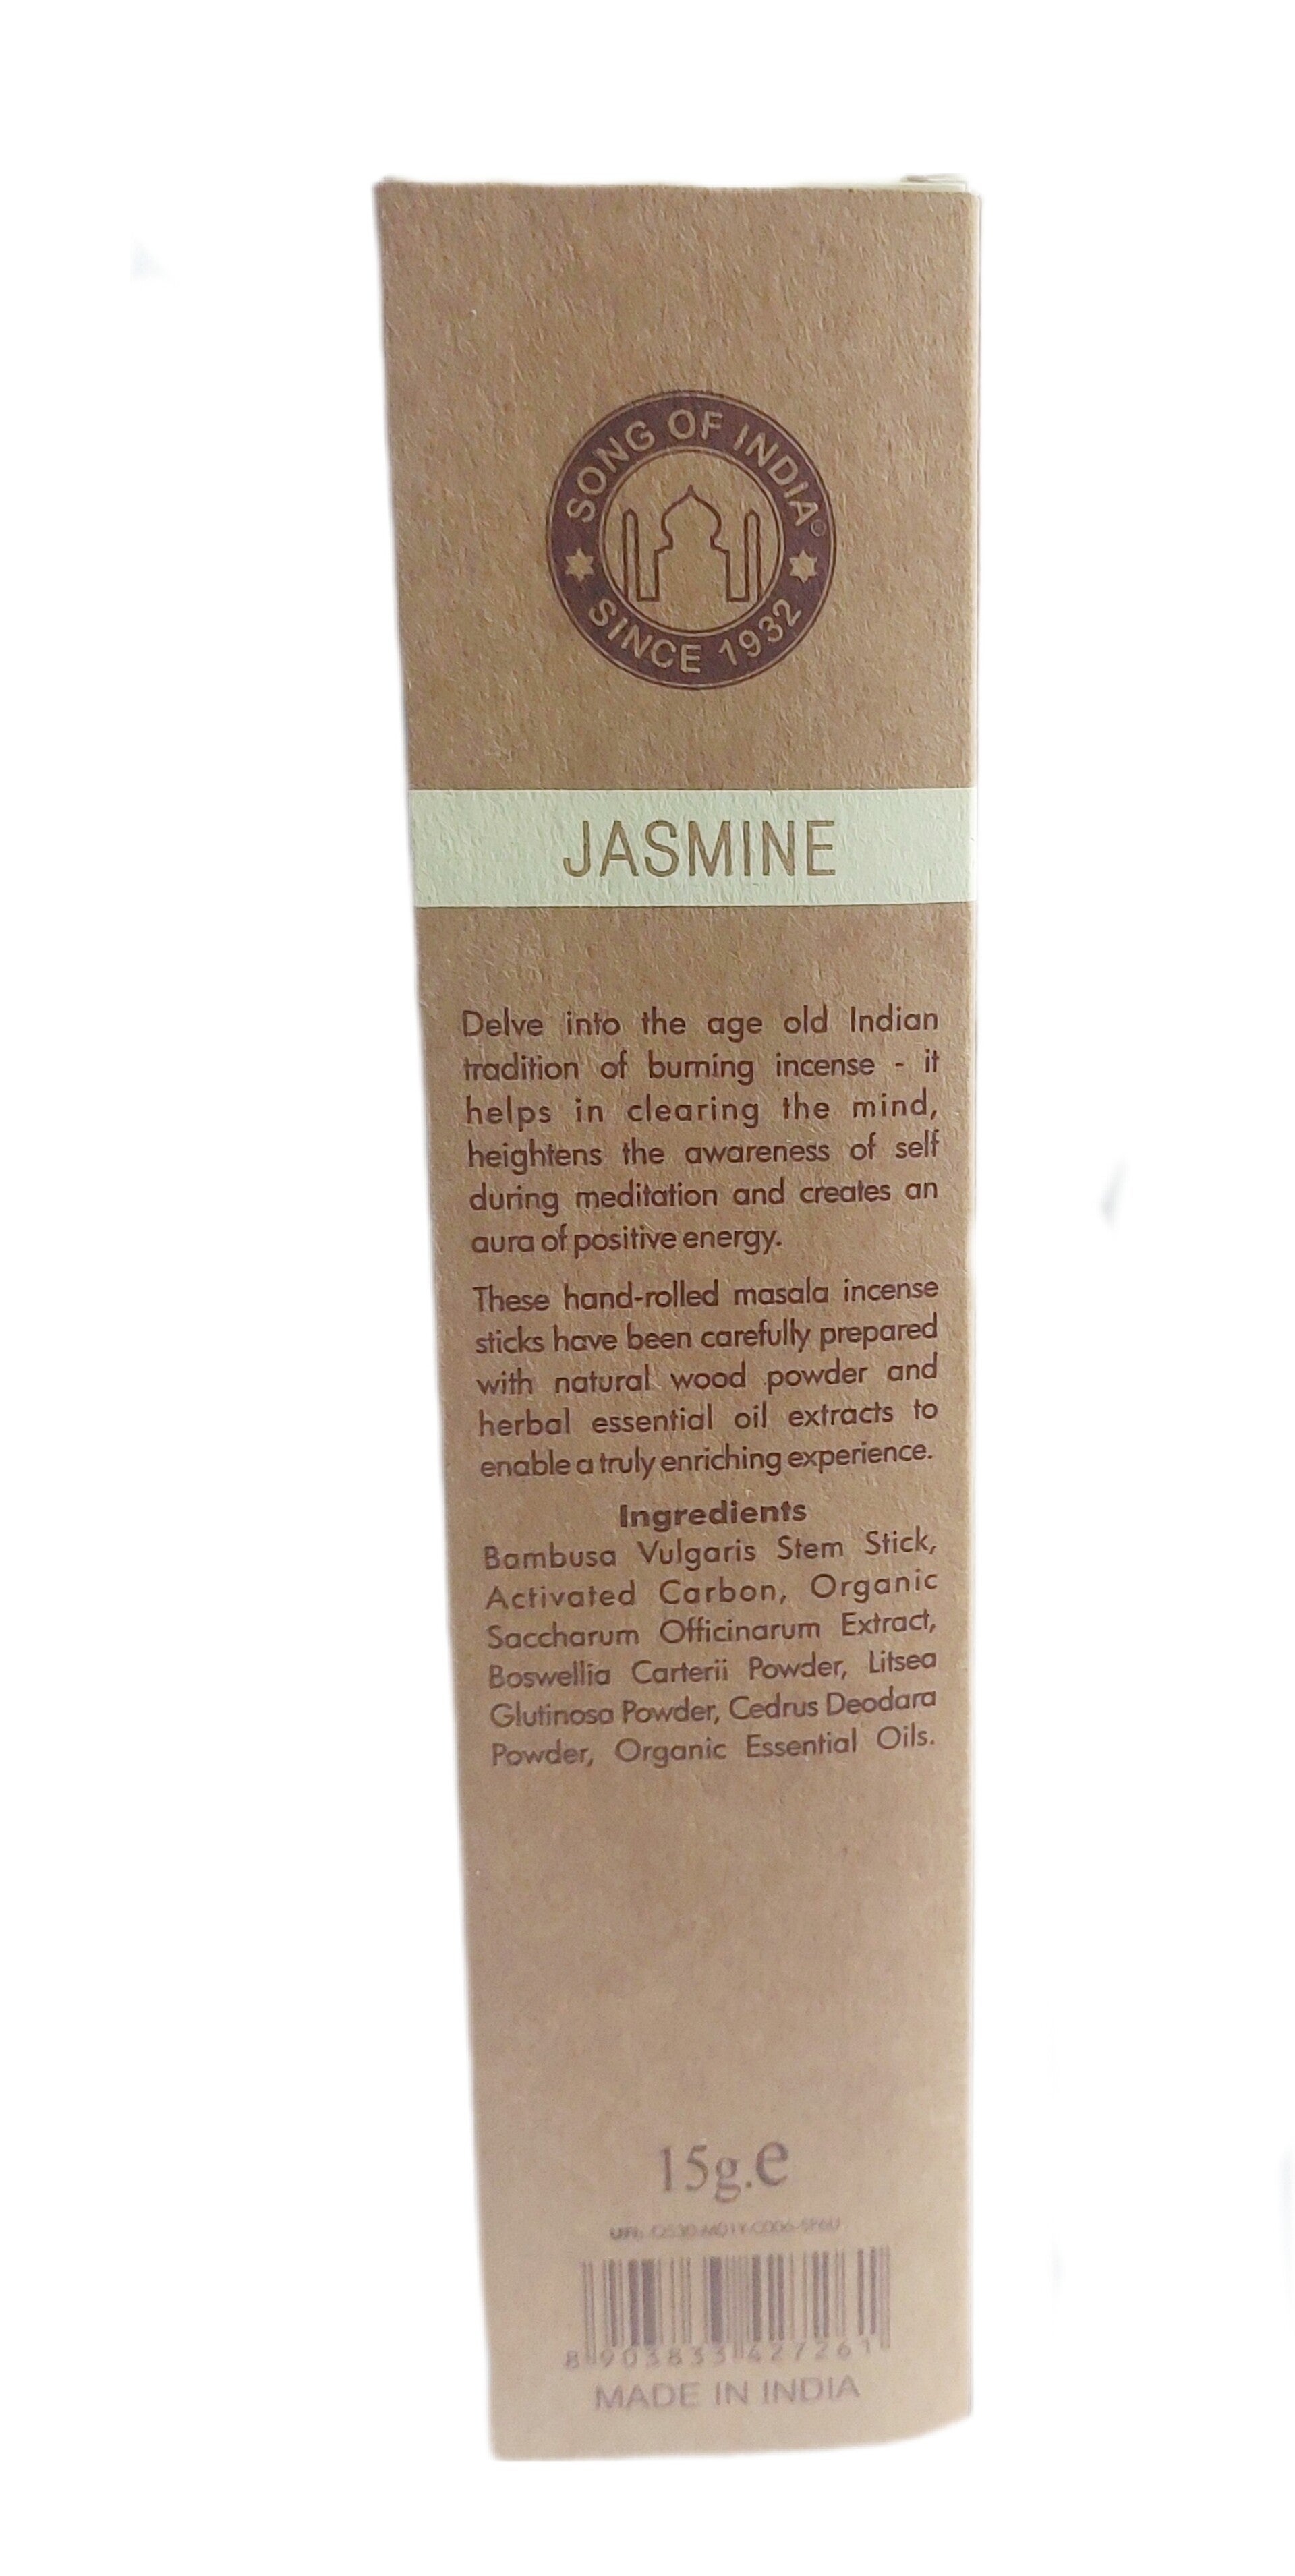 SONG OF INDIA®
SINCE 1932
JASMINE
Delve into the age old Indian
tradition of burning incense - it
helps in clearing the mind,
heightens the awareness of self
during meditation and creates an
aura of positive energy.
These hand-rolled masala incense
sticks have been carefully prepared
with natural wood powder and
herbal essential oil extracts to
enable a truly enriching experience.
Ingredients
Bambusa Vulgaris Stem Stick,
Activated Carbon, Organic
Saccharum Officinarum Extract,
Boswellia Carterii Powder, Litsea
Glutinosa Powder, Cedrus Deodara
Powder, Organic Essential Oils.
15g.e
UFI:
8 903833 427261
MADE IN INDIA